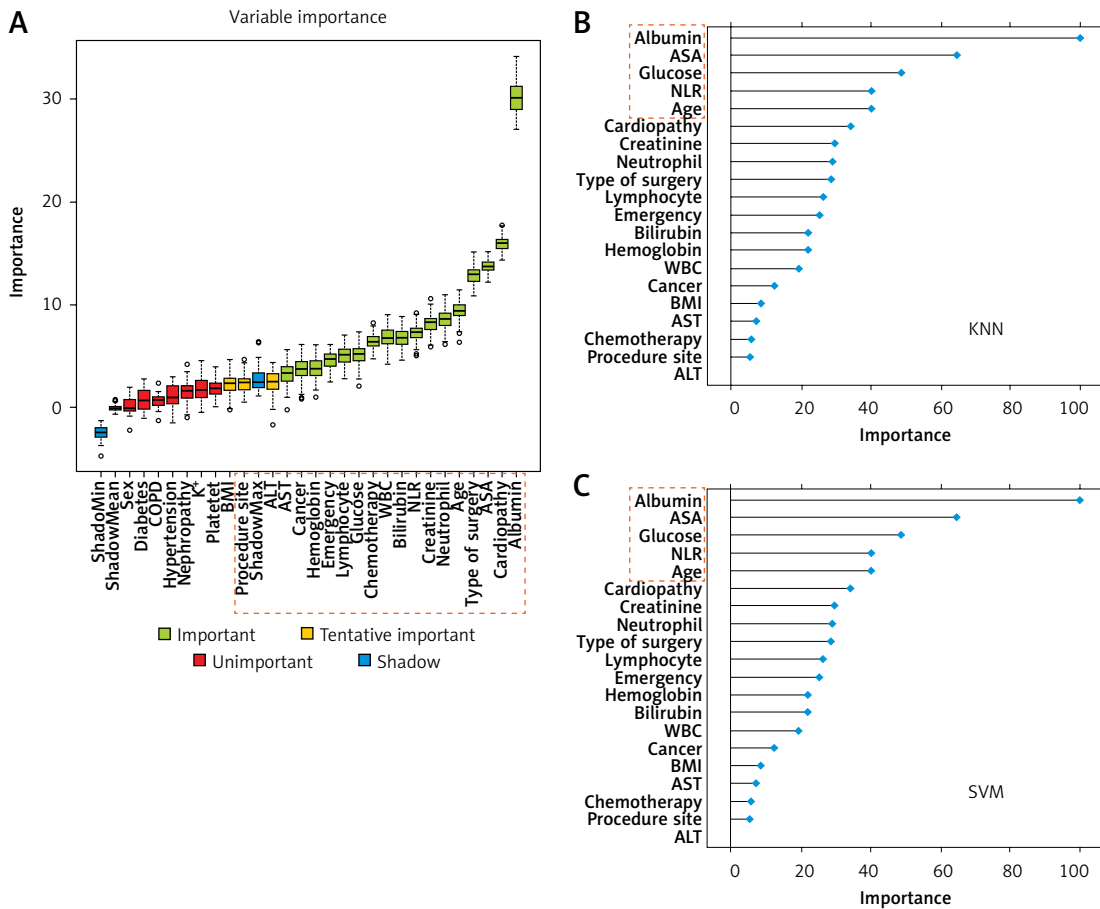 A
Variable importance
Importance
30
20
10
0
ShadoMin
ShadowMean
Sex
Diabetes
COPD
Hypertension
Nephropathy
K⁺
Platetet
BMI
Procedure site
ShadowMax
ALT
AST
Cancer
Hemoglobin
Emergency
Lymphocyte
Glucose
Chemotherapy
WBC
Bilirubin
NLR
Creatinine
Neutrophil
Age
Type of surgery
ASA
Cardiopathy
Albumin
Important
Tentative important
Unimportant
Shadow
B
Albumin
ASA
Glucose
NLR
Age
Cardiopathy
Creatinine
Neutrophil
Type of surgery
Lymphocyte
Emergency
Bilirubin
Hemoglobin
WBC
Cancer
BMI
AST
Chemotherapy
Procedure site
ALT
KNN
0 20 40 60 80 100
Importance
C
Albumin
ASA
Glucose
NLR
Age
Cardiopathy
Creatinine
Neutrophil
Type of surgery
Lymphocyte
Emergency
Hemoglobin
Bilirubin
WBC
Cancer
BMI
AST
Chemotherapy
Procedure site
ALT
SVM
0 20 40 60 80 100
Importance